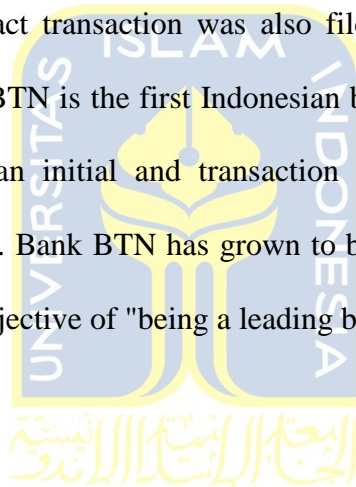 act transaction was also file
BTN is the first Indonesian b
an initial and transaction
. Bank BTN has grown to b
jective of "being a leading b
UNIVERSITAS
ISLAM
INDONESIA